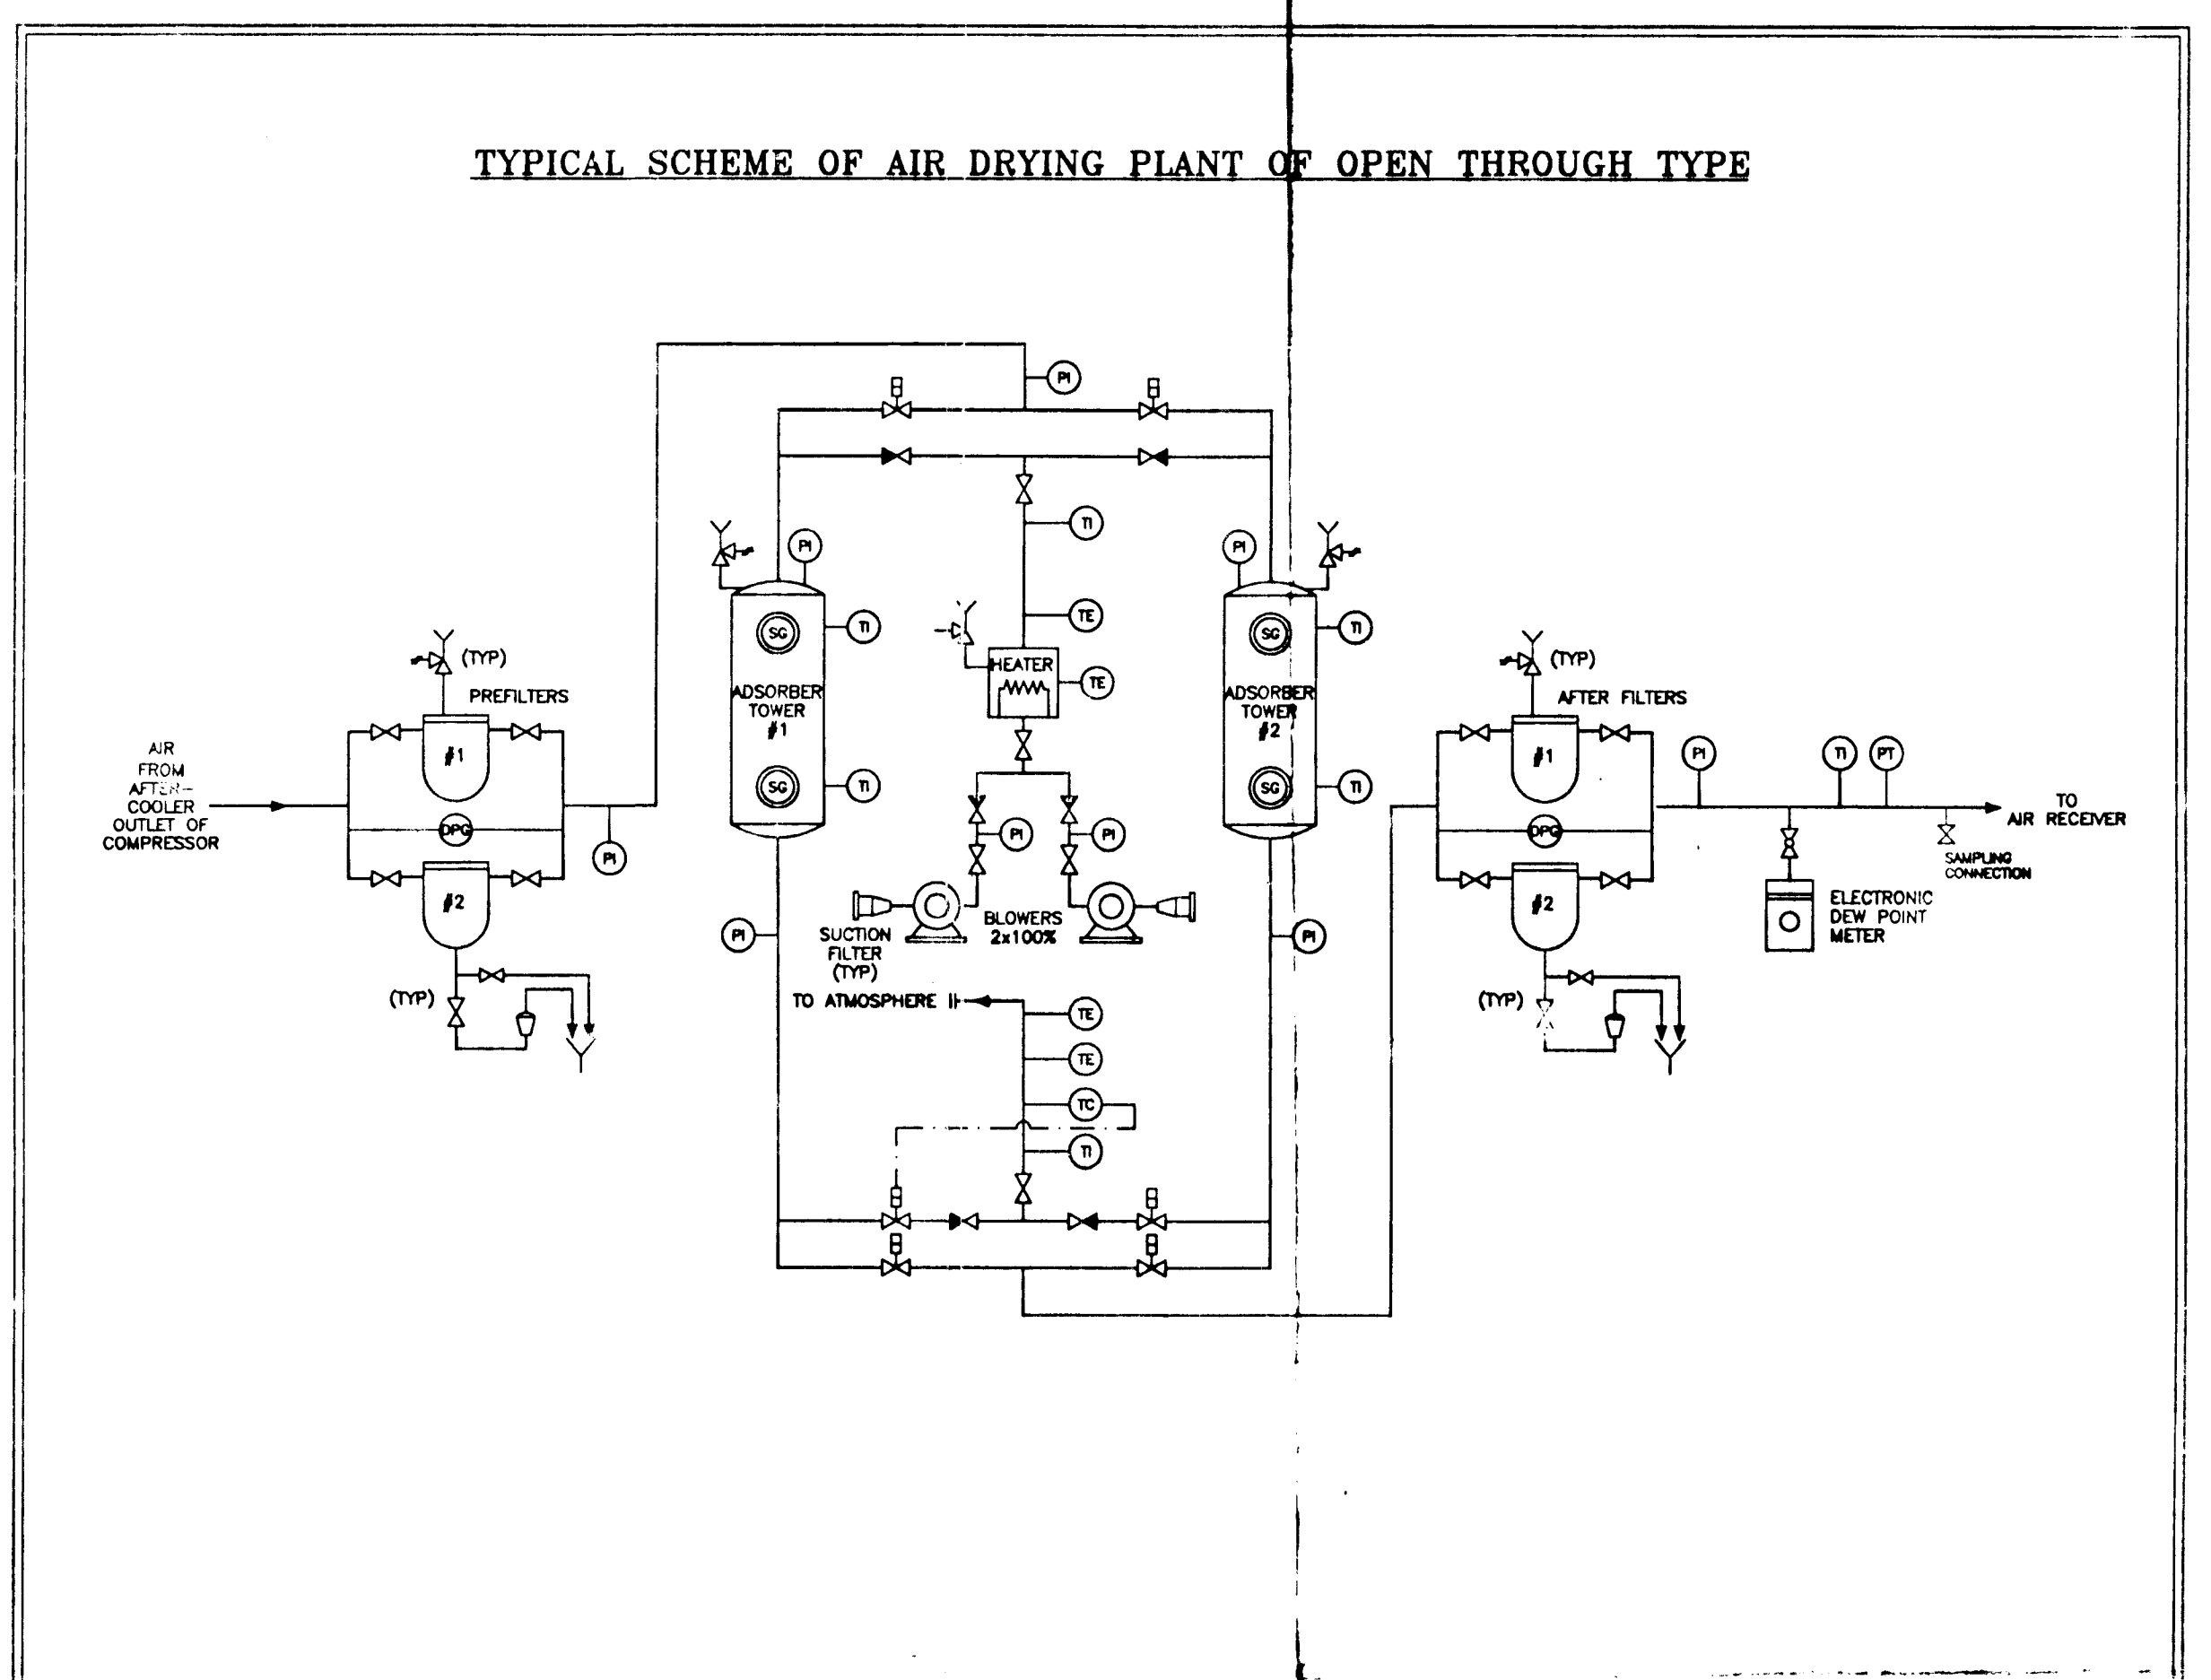 TYPICAL SCHEME OF AIR DRYING PLANT OF OPEN THROUGH TYPE
PI
TI
PI
PI
TE
SG
TI
SG
TI
HEATER
TE
(TYP)
(TYP)
PREFILTERS
AFTER FILTERS
ADSORBER
TOWER
#1
ADSORBER
TOWER
#2
AIR
FROM
AFTER-
COOLER
OUTLET OF
COMPRESSOR
#1
#1
PI
TI
PT
SG
TI
SG
TI
TO
AIR RECEIVER
DPG
PI
PI
PI
DPG
SAMPLING
CONNECTION
#2
#2
ELECTRONIC
DEW POINT
METER
BLOWERS
2x100%
SUCTION
FILTER
(TYP)
PI
PI
(TYP)
(TYP)
TO ATMOSPHERE
TE
TE
TC
TI